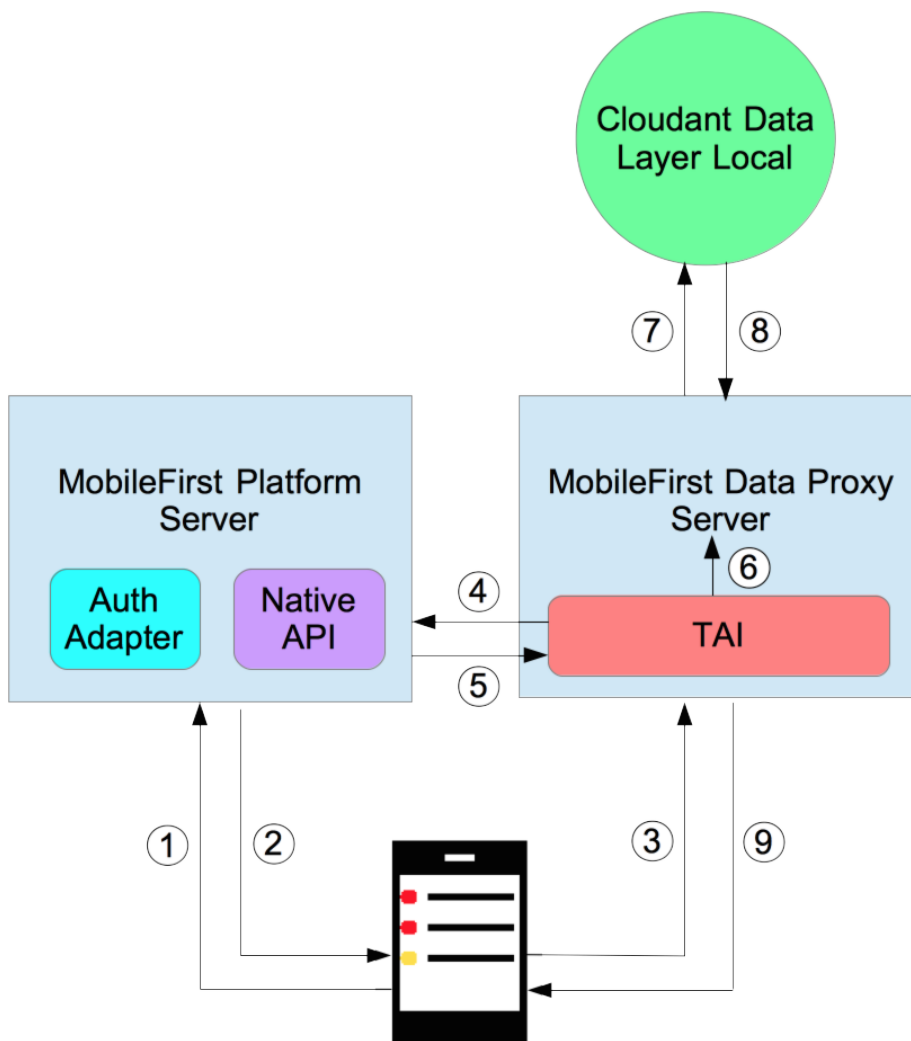 Cloudant Data
Layer Local
7
8
MobileFirst Platform
Server
MobileFirst Data Proxy
Server
6
Auth
Adapter
Native
API
4
TAI
5
1
2
3
9